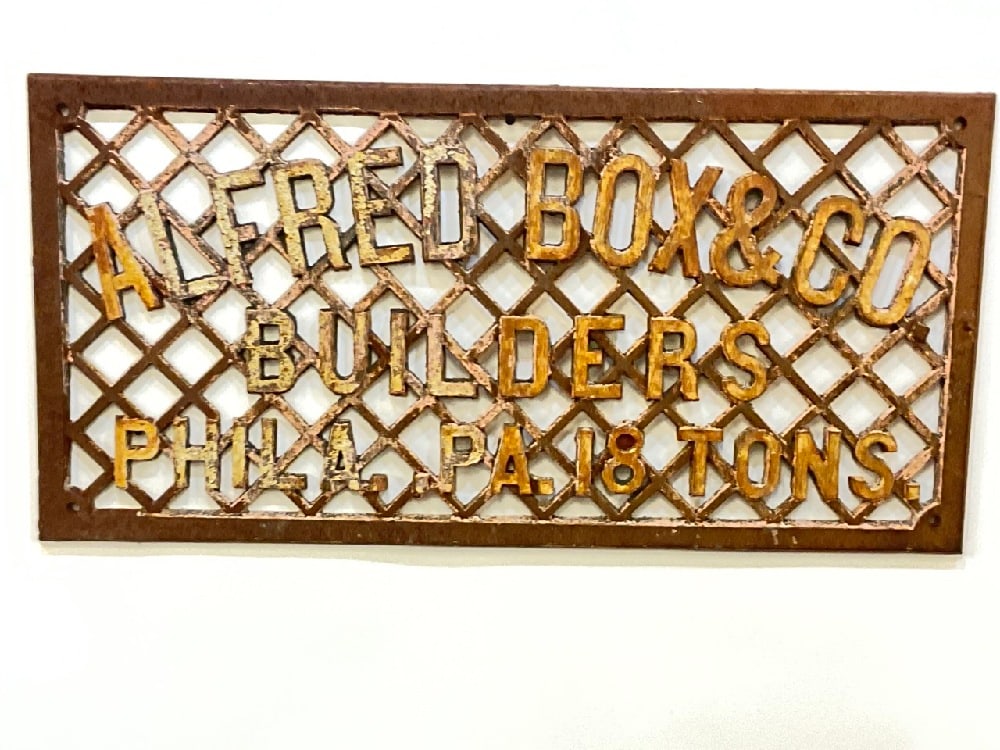 ALFRED BOX & CO
BUILDERS
PHILA. PA. 18 TONS.